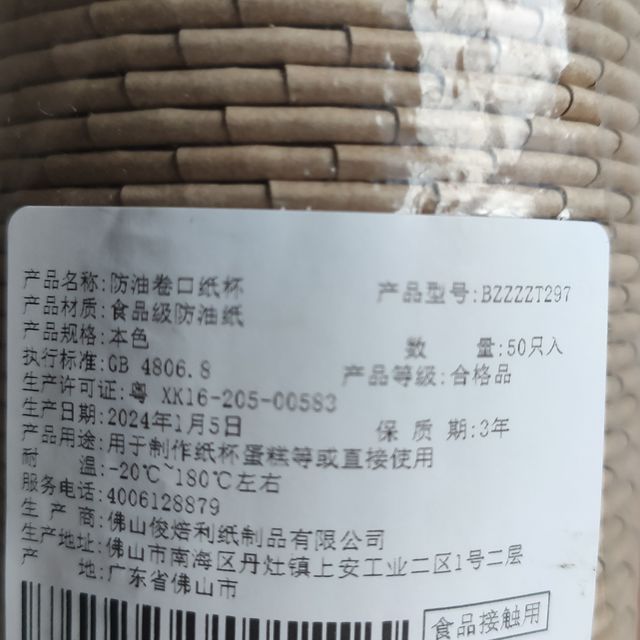 产品名称:防油卷口纸杯 产品型号:BZZZZT297
产品材质:食品级防油纸
产品规格:本色 数 量:50只入
执行标准:GB 4806.8 产品等级:合格品
生产许可证:粤 XK16-205-00583
生产日期:2024年1月5日 保 质 期:3年
产品用途:用于制作纸杯蛋糕等或直接使用
耐 温:-20℃~180℃左右
服务电话:4006128879
生 产 商:佛山俊焙利纸制品有限公司
生产地址:佛山市南海区丹灶镇上安工业二区1号二层
产 地:广东省佛山市
食品接触用